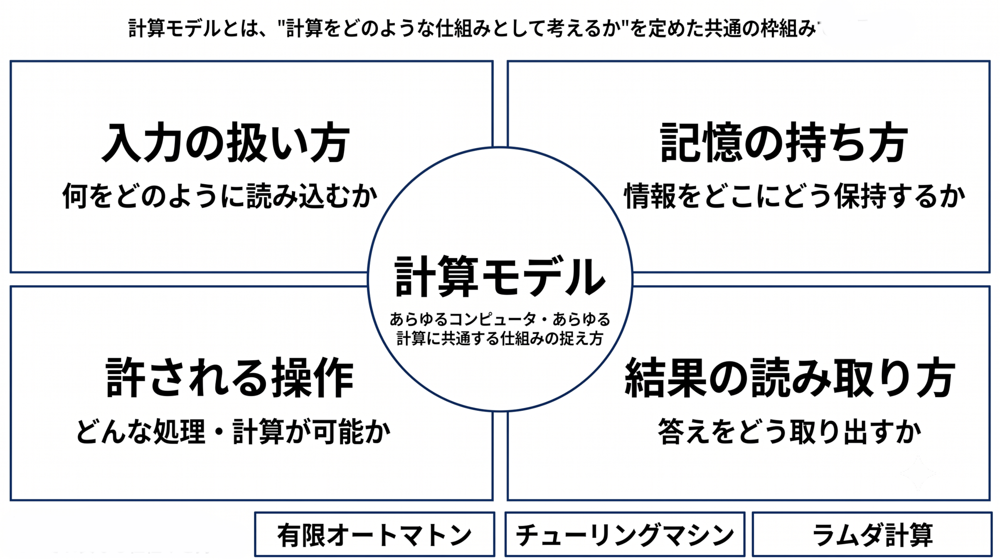 計算モデルとは、"計算をどのような仕組みとして考えるか"を定めた共通の枠組み
入力の扱い方
何をどのように読み込むか
記憶の持ち方
情報をどこにどう保持するか
計算モデル
あらゆるコンピュータ・あらゆる
計算に共通する仕組みの捉え方
許される操作
どんな処理・計算が可能か
結果の読み取り方
答えをどう取り出すか
有限オートマトン
チューリングマシン
ラムダ計算